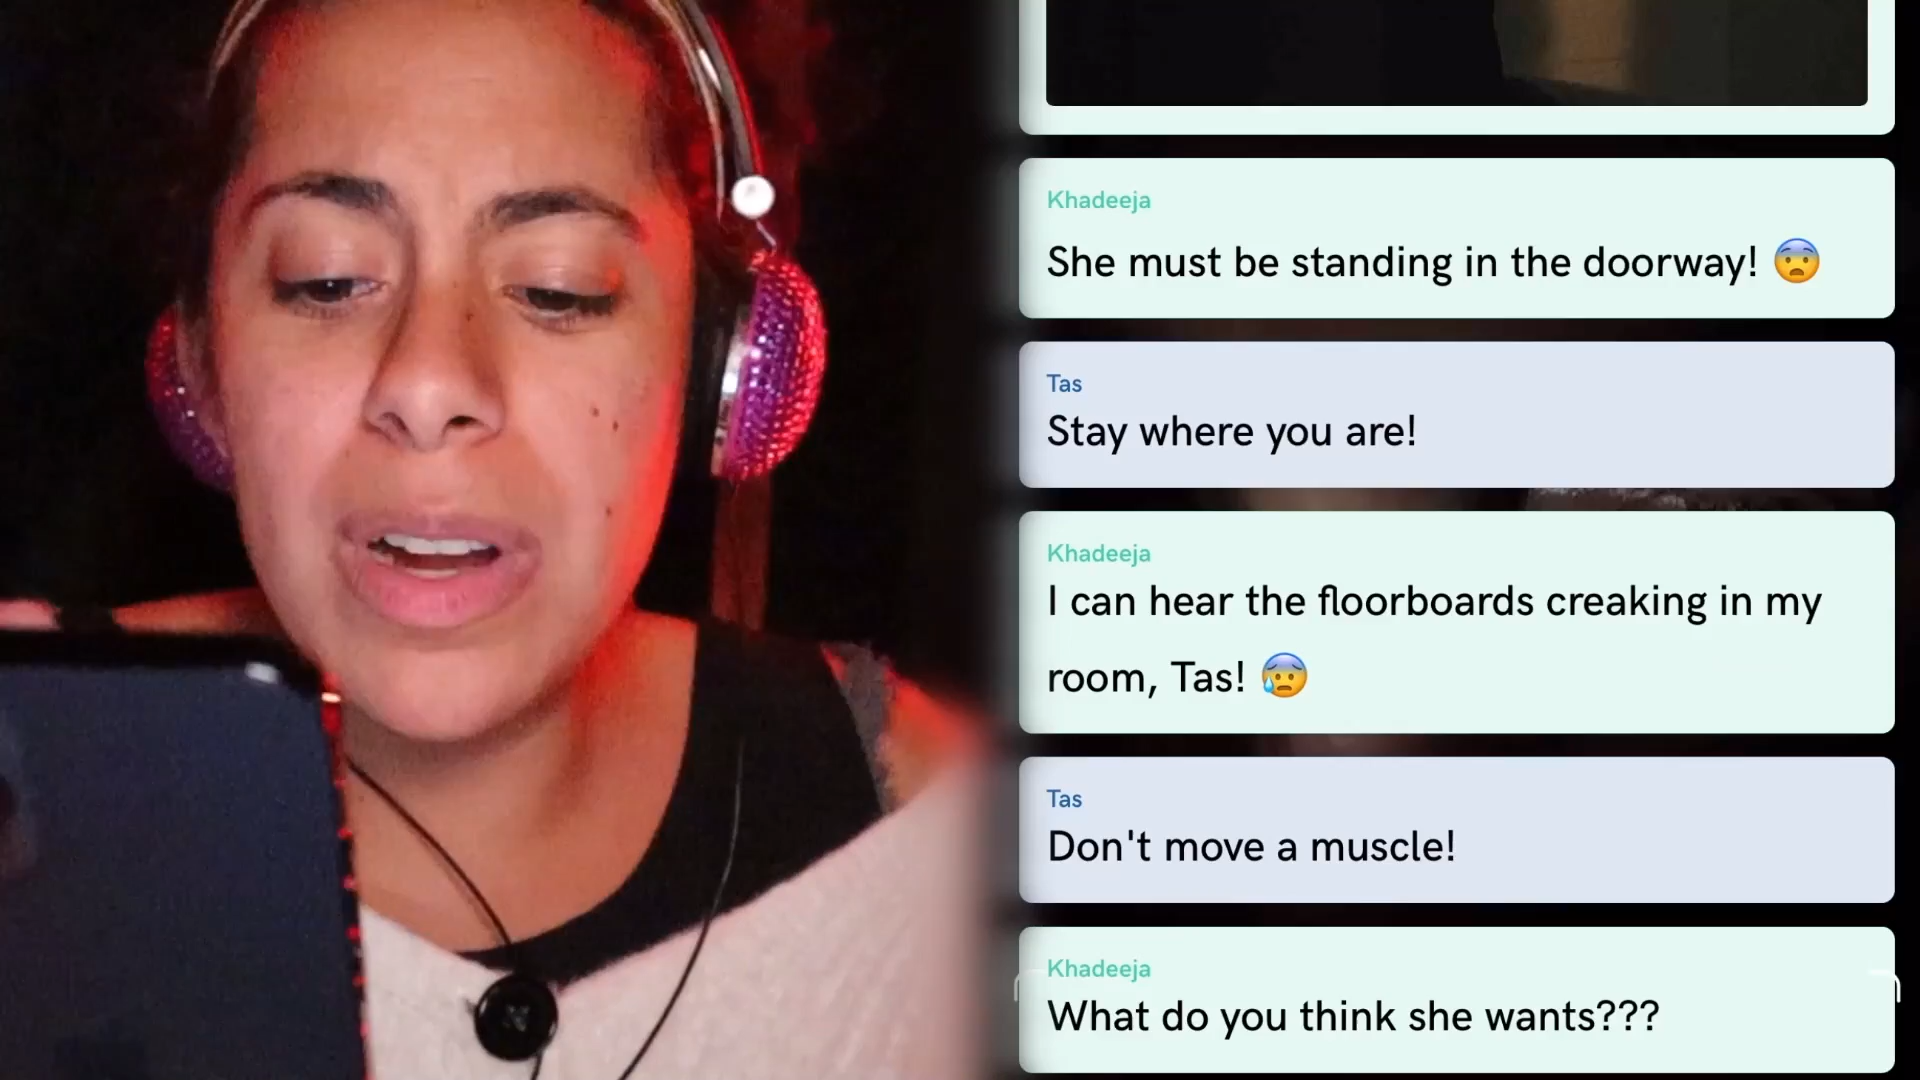 Khadeeja
She must be standing in the doorway! 😨
Tas
Stay where you are!
Khadeeja
I can hear the floorboards creaking in my
room, Tas! 😰
Tas
Don't move a muscle!
Khadeeja
What do you think she wants???